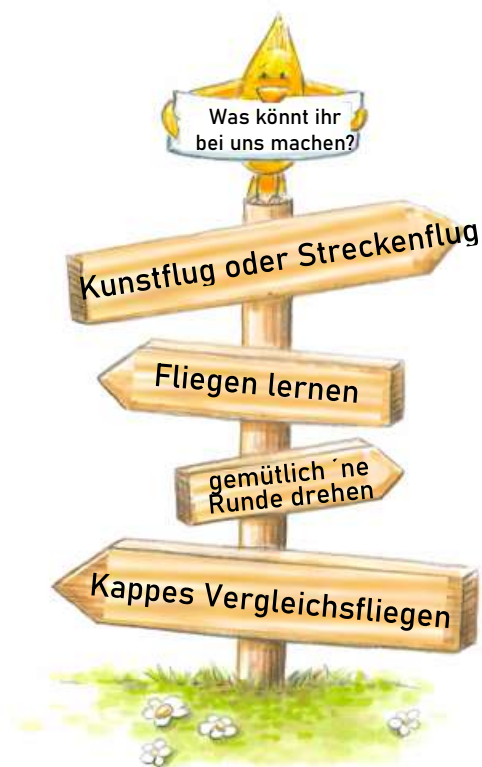 Was könnt ihr
bei uns machen?
Kunstflug oder Streckenflug
Fliegen lernen
gemütlich ´ne
Runde drehen
Kappes Vergleichsfliegen